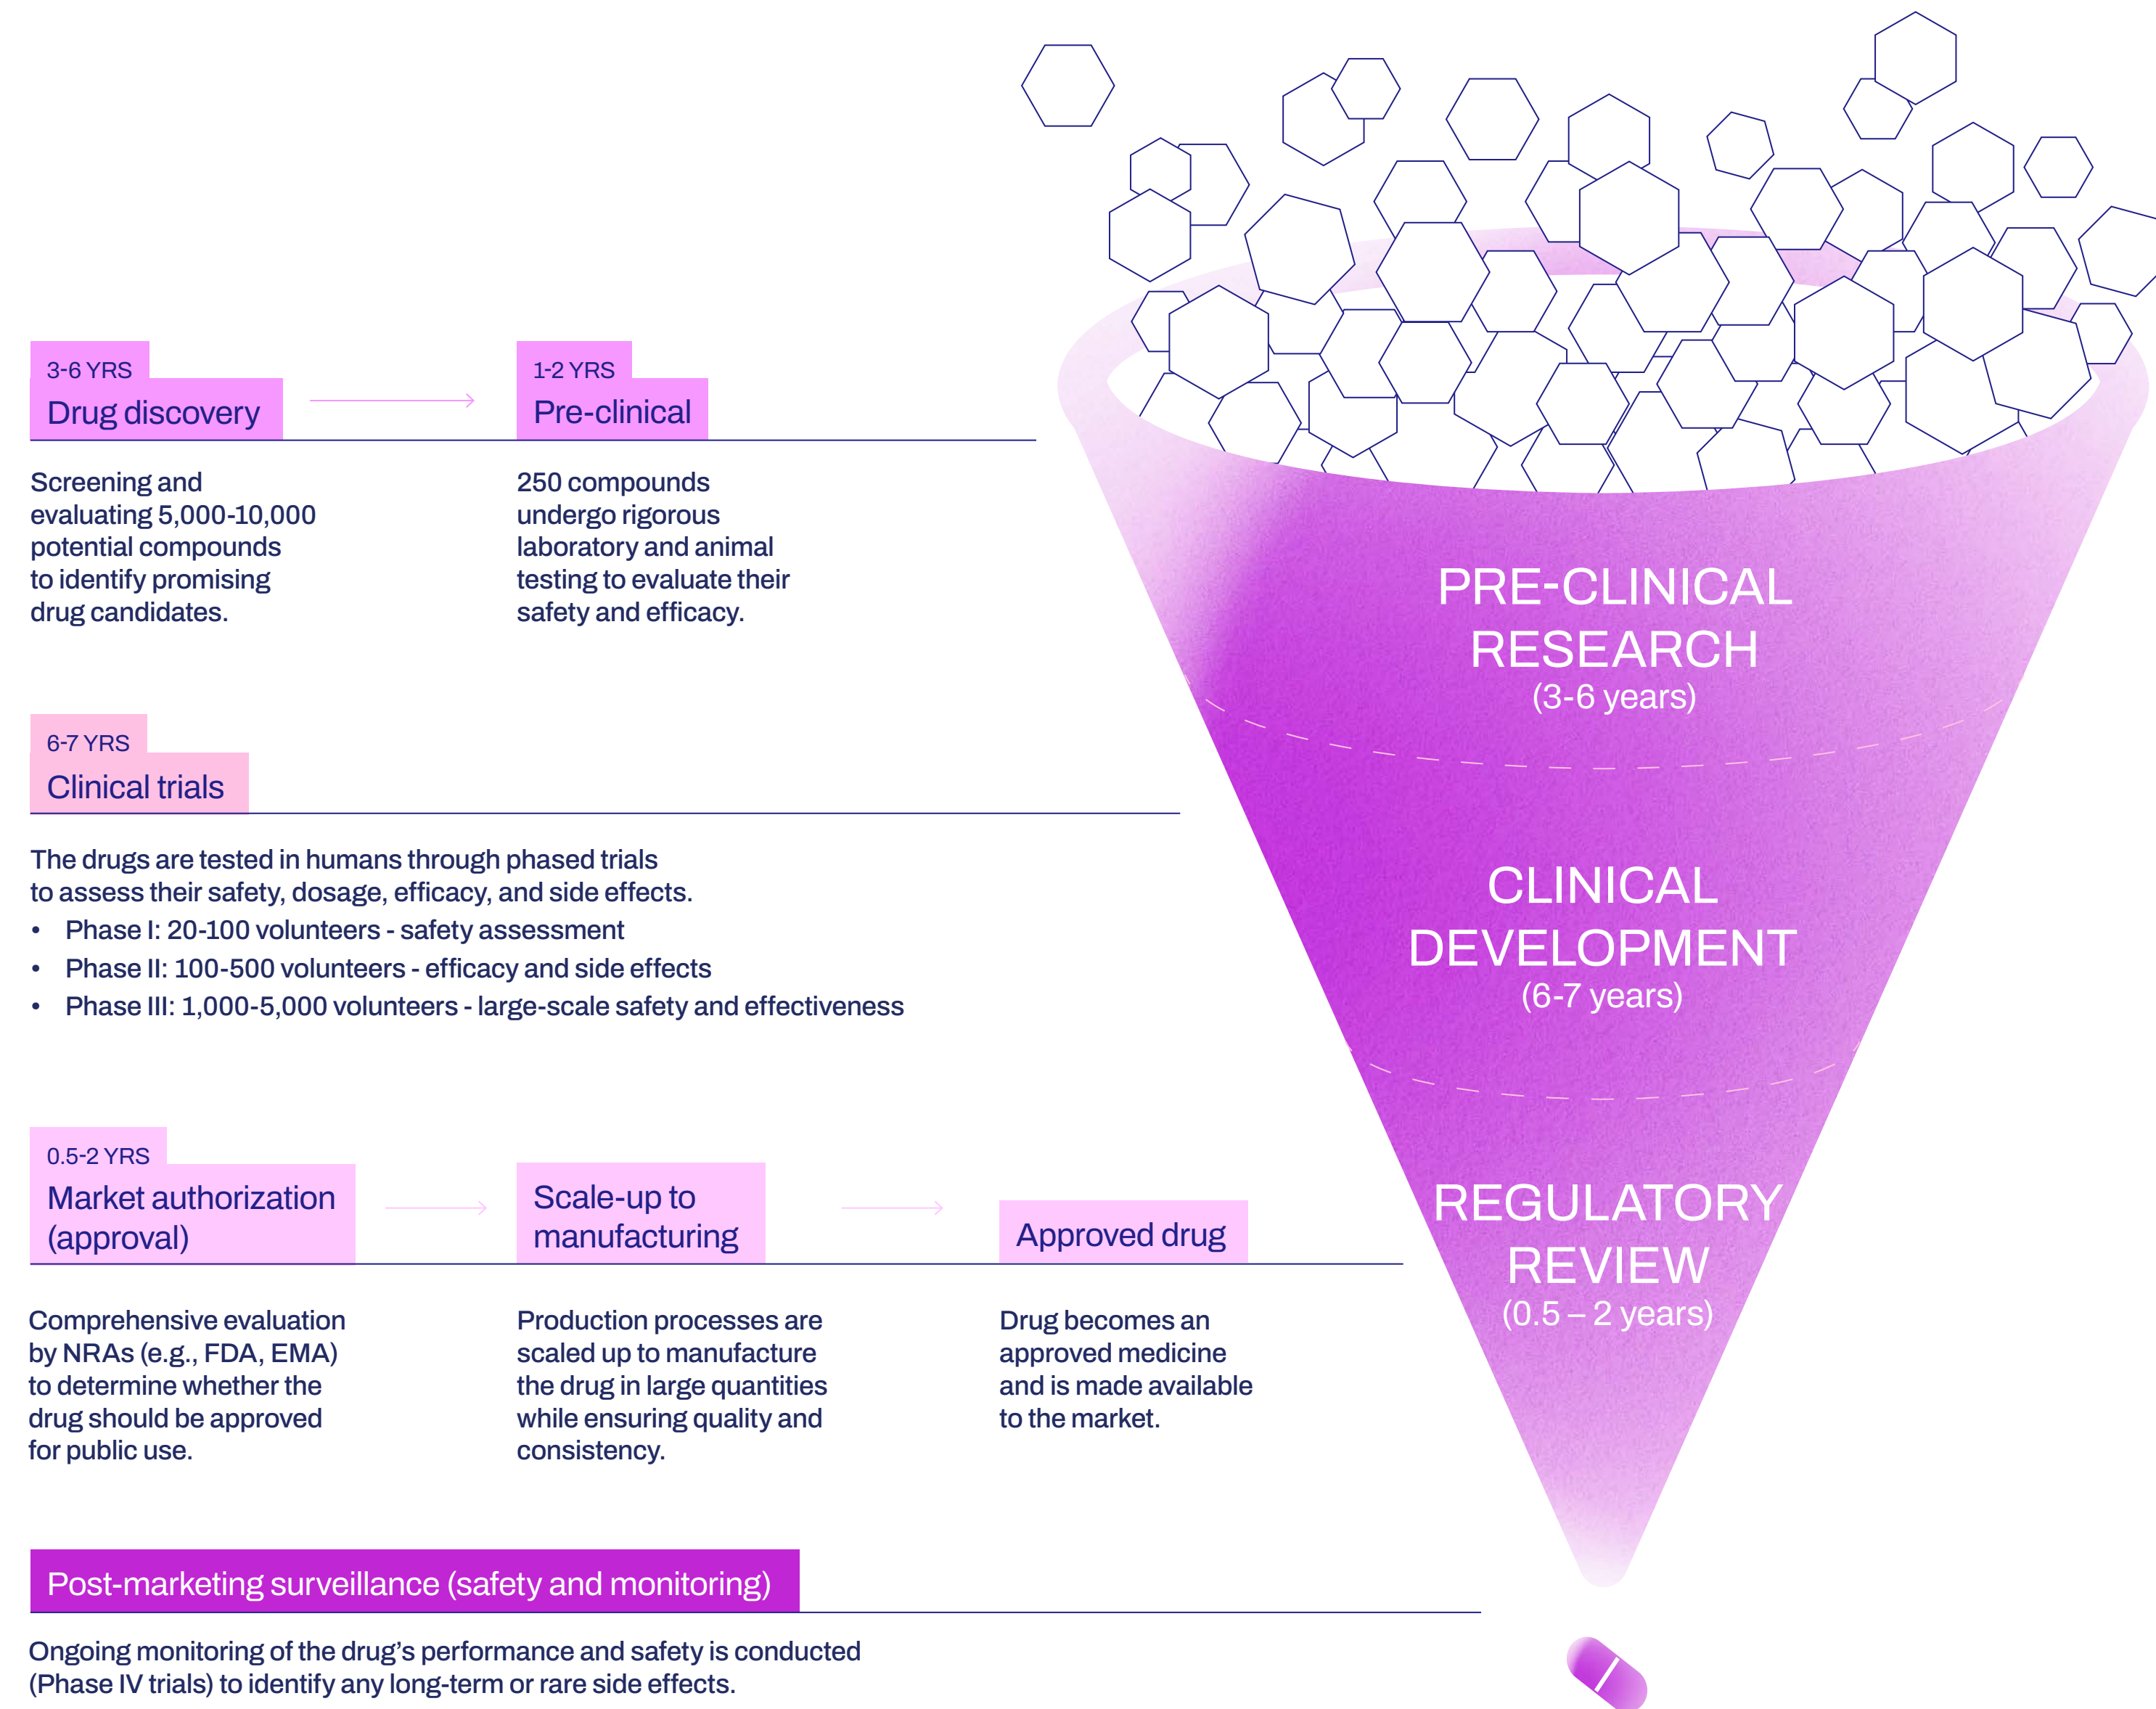 3-6 YRS
Drug discovery
1-2 YRS
Pre-clinical
Screening and
evaluating 5,000-10,000
potential compounds
to identify promising
drug candidates.
250 compounds
undergo rigorous
laboratory and animal
testing to evaluate their
safety and efficacy.
PRE-CLINICAL
RESEARCH
(3-6 years)
6-7 YRS
Clinical trials
The drugs are tested in humans through phased trials
to assess their safety, dosage, efficacy, and side effects.
• Phase I: 20-100 volunteers - safety assessment
• Phase II: 100-500 volunteers - efficacy and side effects
• Phase III: 1,000-5,000 volunteers - large-scale safety and effectiveness
CLINICAL
DEVELOPMENT
(6-7 years)
0.5-2 YRS
Market authorization
(approval)
Scale-up to
manufacturing
Approved drug
Comprehensive evaluation
by NRAs (e.g., FDA, EMA)
to determine whether the
drug should be approved
for public use.
Production processes are
scaled up to manufacture
the drug in large quantities
while ensuring quality and
consistency.
Drug becomes an
approved medicine
and is made available
to the market.
REGULATORY
REVIEW
(0.5 – 2 years)
Post-marketing surveillance (safety and monitoring)
Ongoing monitoring of the drug’s performance and safety is conducted
(Phase IV trials) to identify any long-term or rare side effects.